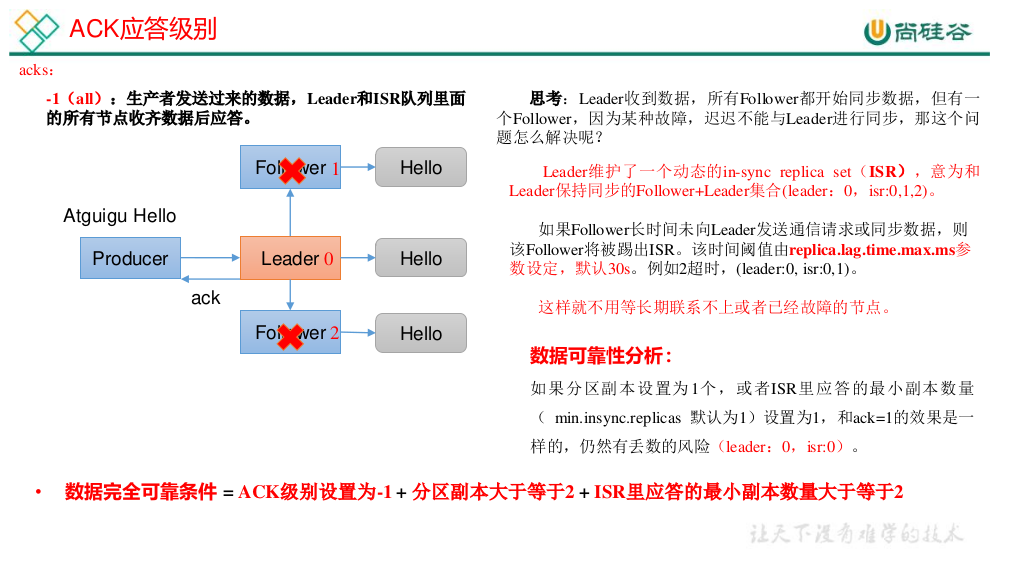 ACK应答级别
尚硅谷
acks：
-1（all）：生产者发送过来的数据，Leader和ISR队列里面
的所有节点收齐数据后应答。
Follower 1
Hello
Atguigu Hello
Producer
Leader 0
Hello
ack
Follower 2
Hello
思考：Leader收到数据，所有Follower都开始同步数据，但有一
个Follower，因为某种故障，迟迟不能与Leader进行同步，那这个问
题怎么解决呢？
Leader维护了一个动态的in-sync replica set（ISR），意为和
Leader保持同步的Follower+Leader集合(leader：0，isr:0,1,2)。
如果Follower长时间未向Leader发送通信请求或同步数据，则
该Follower将被踢出ISR。该时间阈值由replica.lag.time.max.ms参
数设定，默认30s。例如2超时，(leader:0, isr:0,1)。
这样就不用等长期联系不上或者已经故障的节点。
数据可靠性分析：
如果分区副本设置为1个，或者ISR里应答的最小副本数量
（ min.insync.replicas 默认为1）设置为1，和ack=1的效果是一
样的，仍然有丢数的风险（leader：0，isr:0）。
• 数据完全可靠条件 = ACK级别设置为-1 + 分区副本大于等于2 + ISR里应答的最小副本数量大于等于2
让天下没有难学的技术